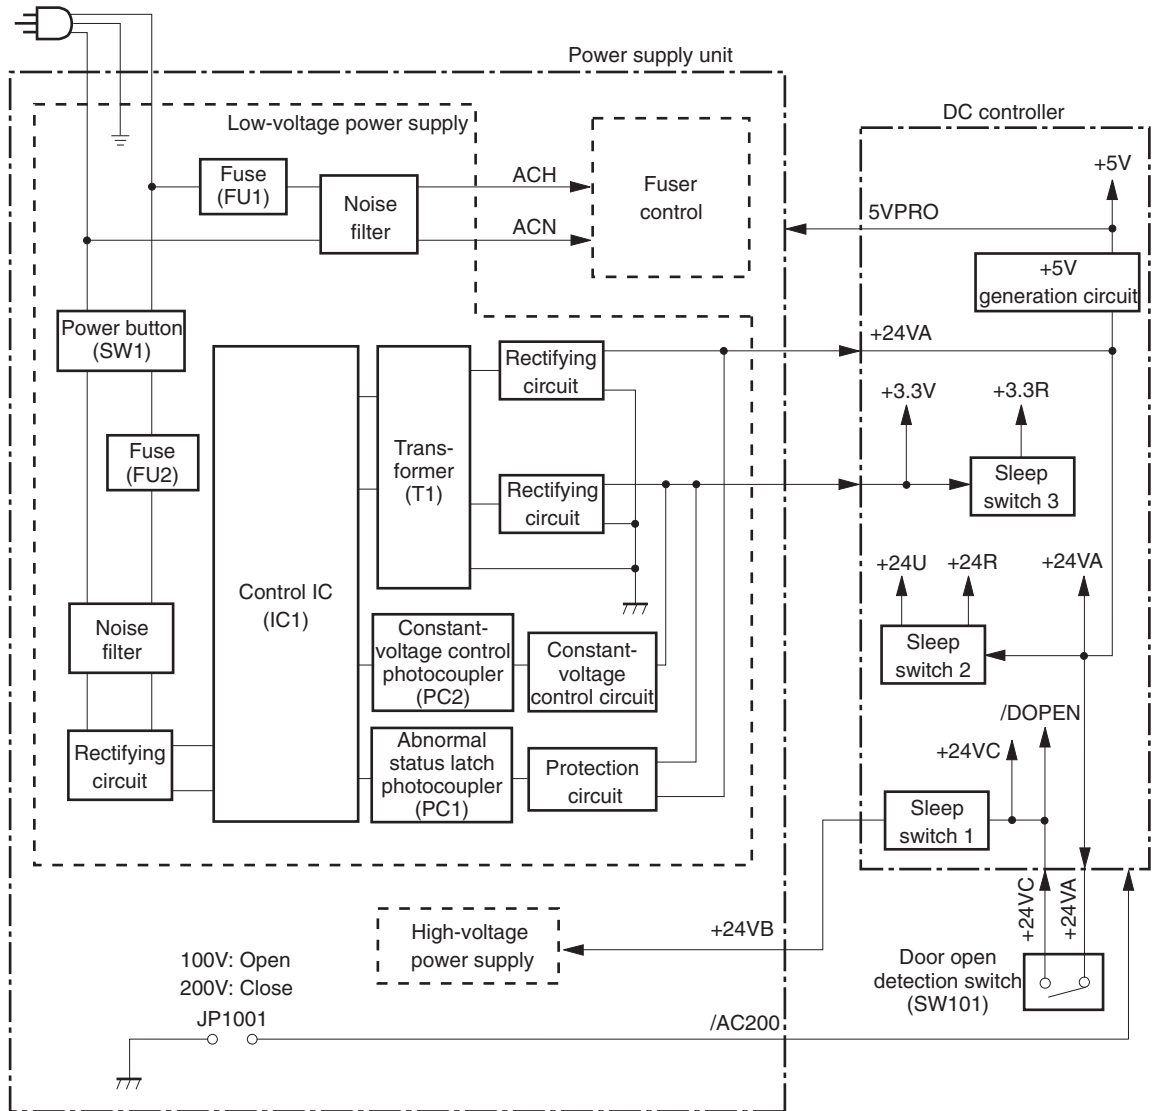 Power supply unit
Low-voltage power supply
DC controller
+5V
Fuse
(FU1)
Noise
filter
ACH
ACN
Fuser
control
5VPRO
+5V
generation circuit
Power button
(SW1)
+24VA
Rectifying
circuit
+3.3V
+3.3R
Fuse
(FU2)
Trans-
former
(T1)
Rectifying
circuit
Sleep
switch 3
Control IC
(IC1)
+24U
+24R
+24VA
Noise
filter
Constant-
voltage control
photocoupler
(PC2)
Constant-
voltage
control circuit
Sleep
switch 2
/DOPEN
+24VC
Rectifying
circuit
Abnormal
status latch
photocoupler
(PC1)
Protection
circuit
Sleep
switch 1
+24VC
+24VA
High-voltage
power supply
+24VB
Door open
detection switch
(SW101)
100V: Open
200V: Close
JP1001
/AC200